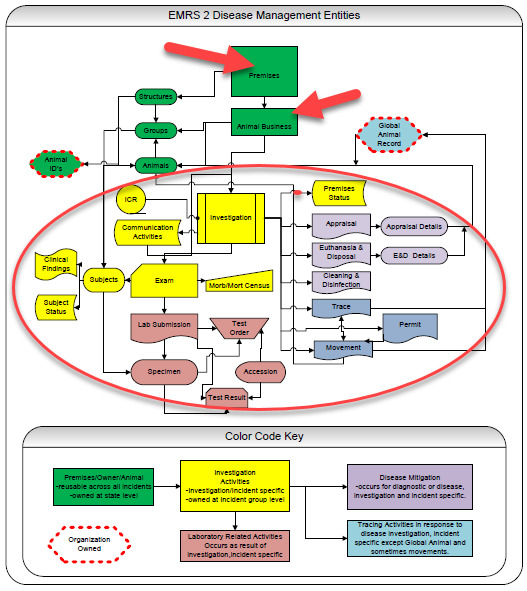 EMRS 2 Disease Management Entities
Premises
Structures
Animal Business
Groups
Global
Animal
Record
Animal
ID's
Animals
Premises
Status
ICR
Investigation
Appraisal
Appraisal Details
Communication
Activities
Euthanasia &
Disposal
E&D Details
Clinical
Findings
Subjects
Exam
Morb/Mort Census
Cleaning &
Disinfection
Subject
Status
Trace
Lab Submission
Test
Order
Permit
Movement
Specimen
Accession
Test Result
Color Code Key
Premises/Owner/Animal
-reusable across all incidents
-owned at state level
Investigation
Activities
-Investigation/Incident specific
-owned at Incident group level
Disease Mitigation
-occurs for diagnostic or disease,
investigation and incident specific.
Organization
Owned
Laboratory Related Activities
Occurs as result of
investigation,incident specific
Tracing Activities in response to
disease investigation, incident
specific except Global Animal and
sometimes movements.